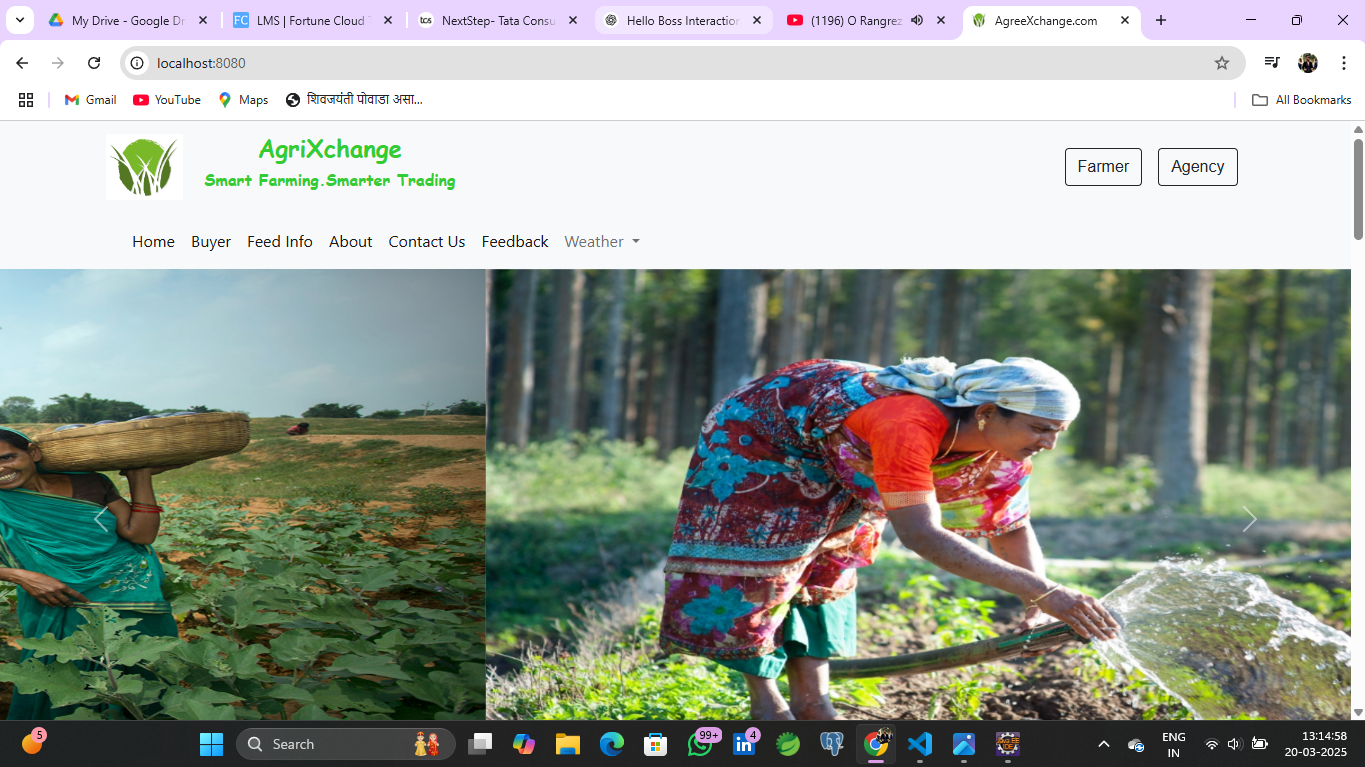 My Drive - Google Dr
LMS | Fortune Cloud T
NextStep- Tata Consu
Hello Boss Interaction
(1196) O Rangrez
AgreeXchange.com
localhost:8080
Gmail
YouTube
Maps
शिवजयंती पोवाडा असा...
All Bookmarks
AgriXchange
Smart Farming.Smarter Trading
Farmer
Agency
Home
Buyer
Feed Info
About
Contact Us
Feedback
Weather
5
Search
99+
4
ENG
IN
13:14:58
20-03-2025